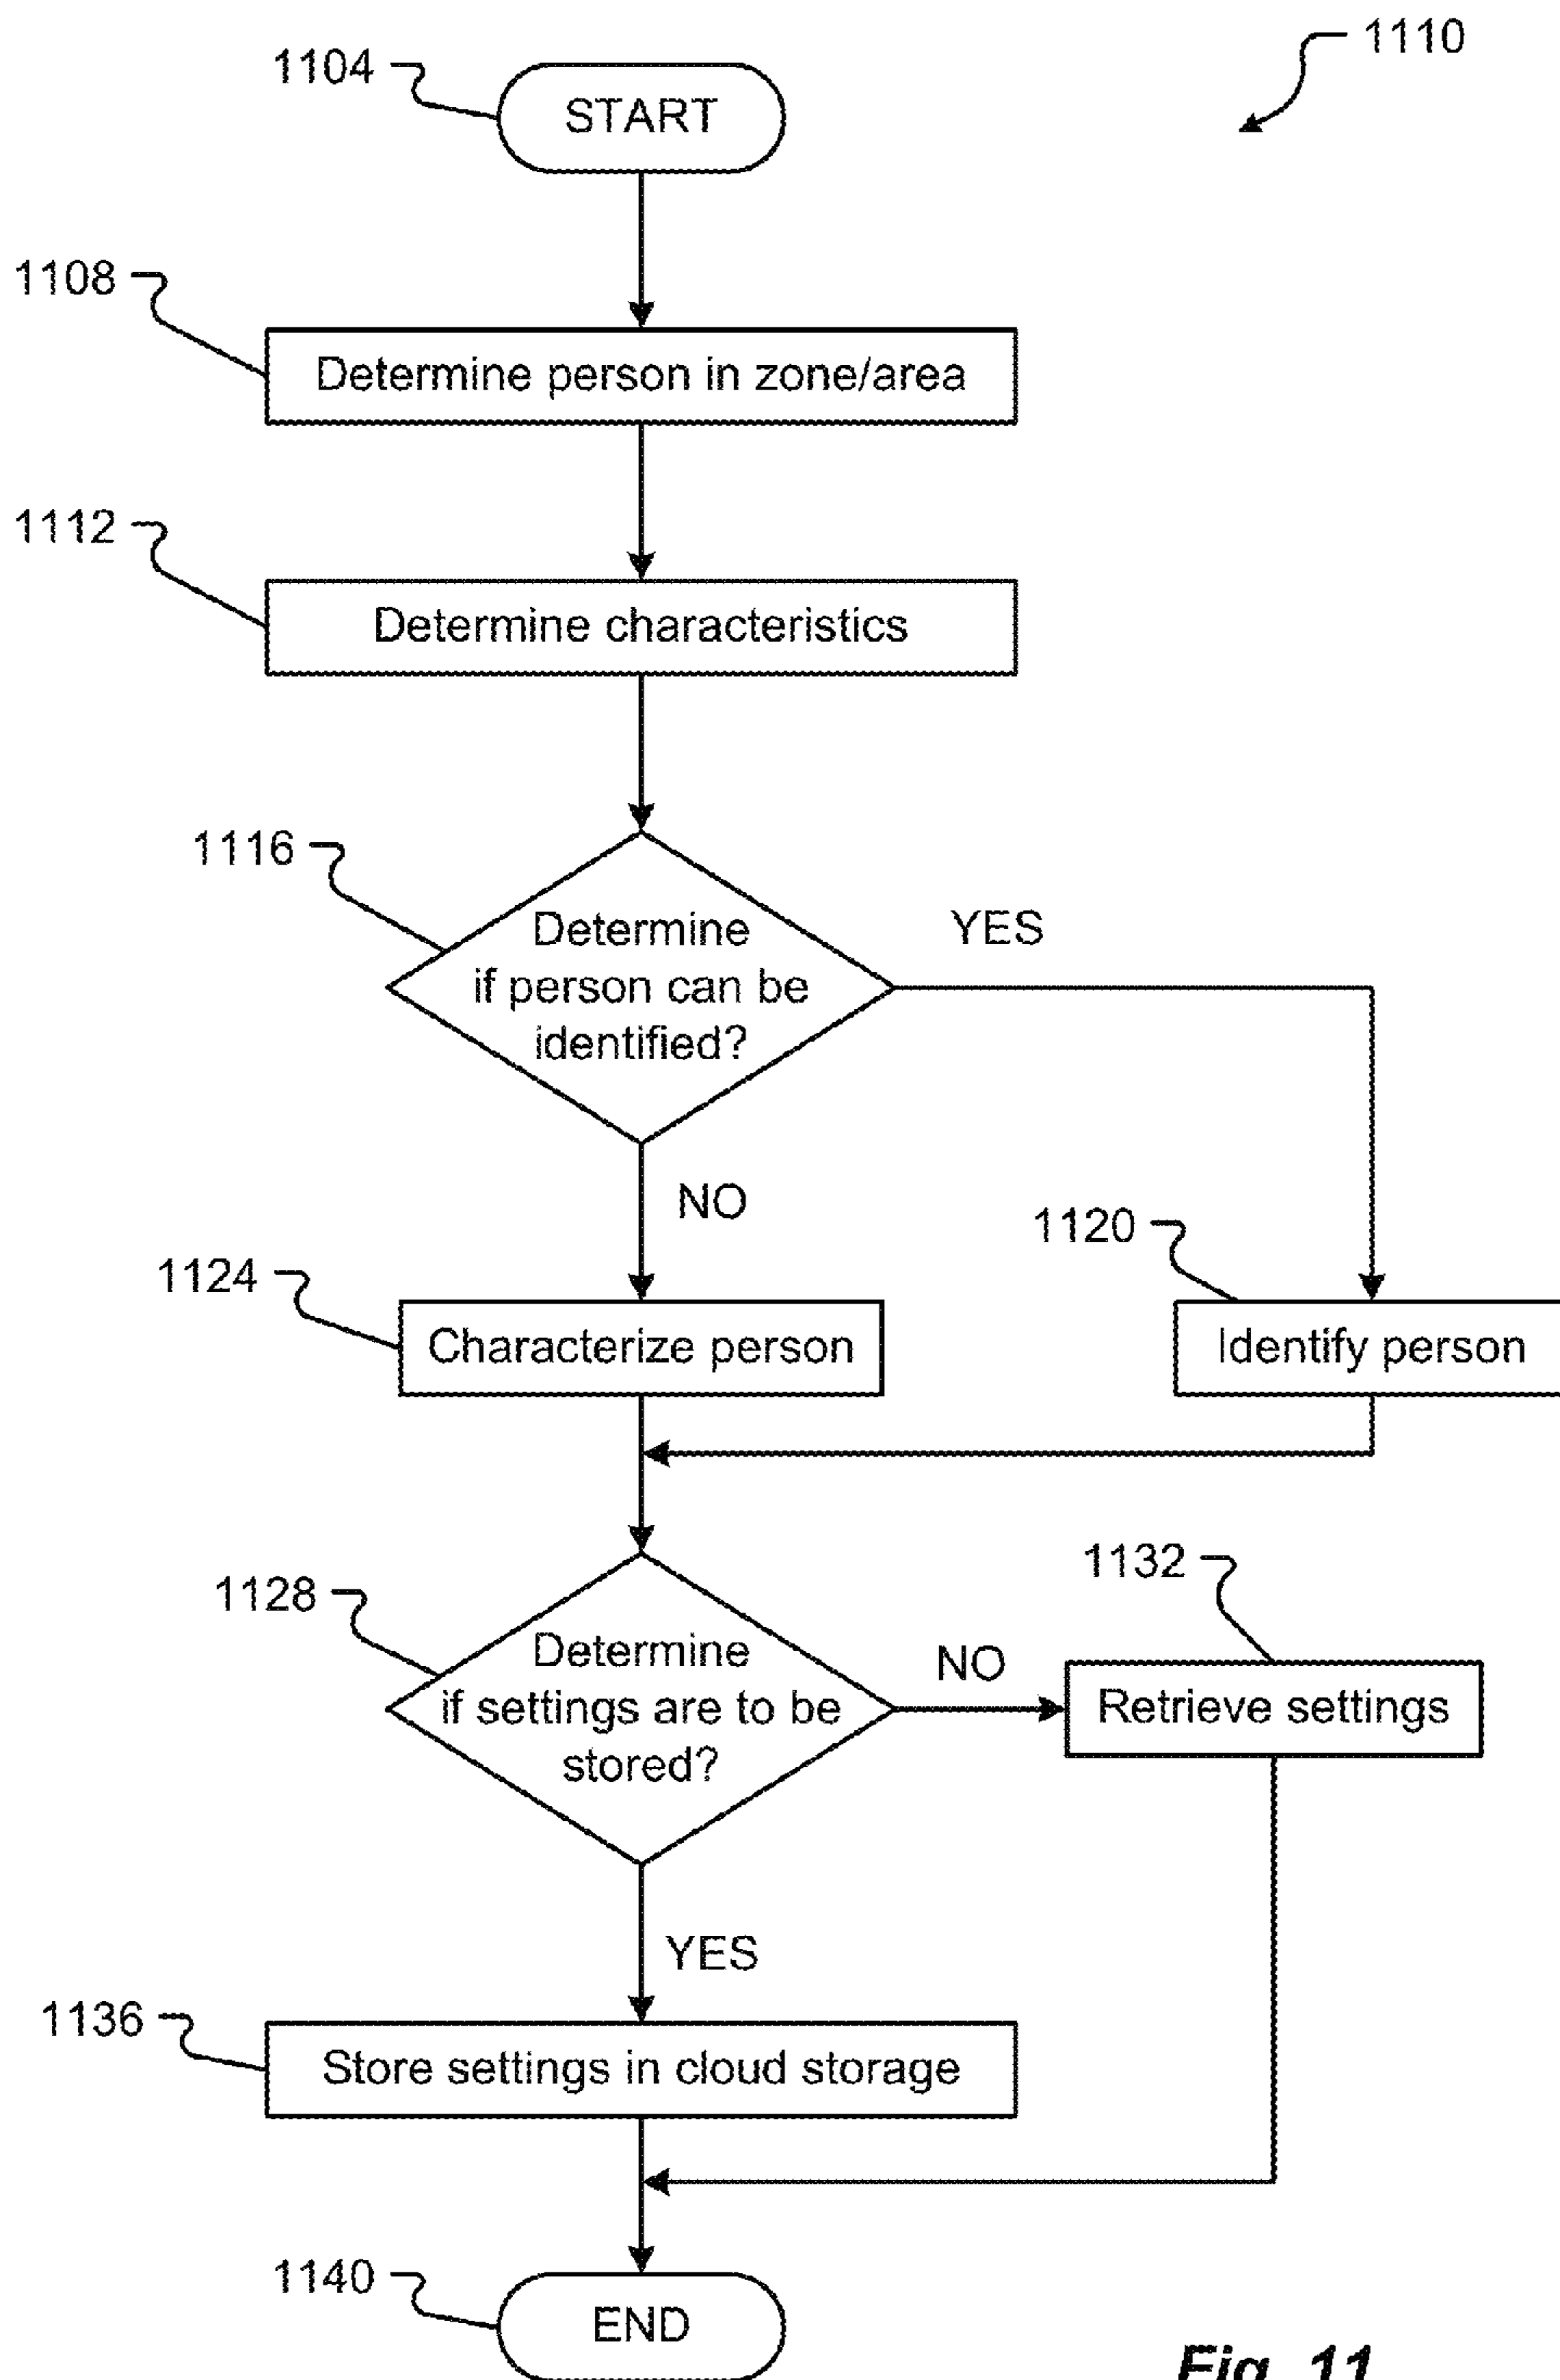 1110
1104
START
1108
Determine person in zone/area
1112
Determine characteristics
1116
Determine
if person can be
identified?
YES
NO
1120
1124
Characterize person
Identify person
1128
Determine
if settings are to be
stored?
NO
1132
Retrieve settings
YES
1136
Store settings in cloud storage
1140
END
Fig. 11